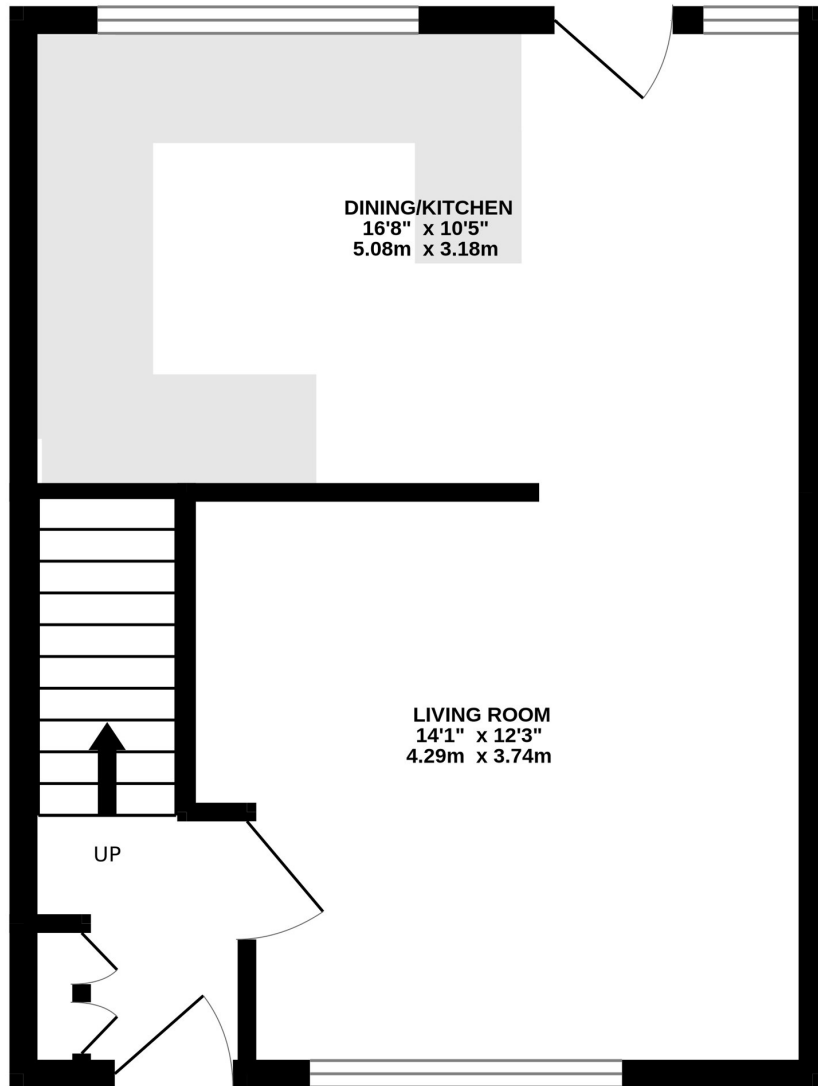 DINING/KITCHEN
16'8" x 10'5"
5.08m x 3.18m
LIVING ROOM
14'1" x 12'3"
4.29m x 3.74m
UP